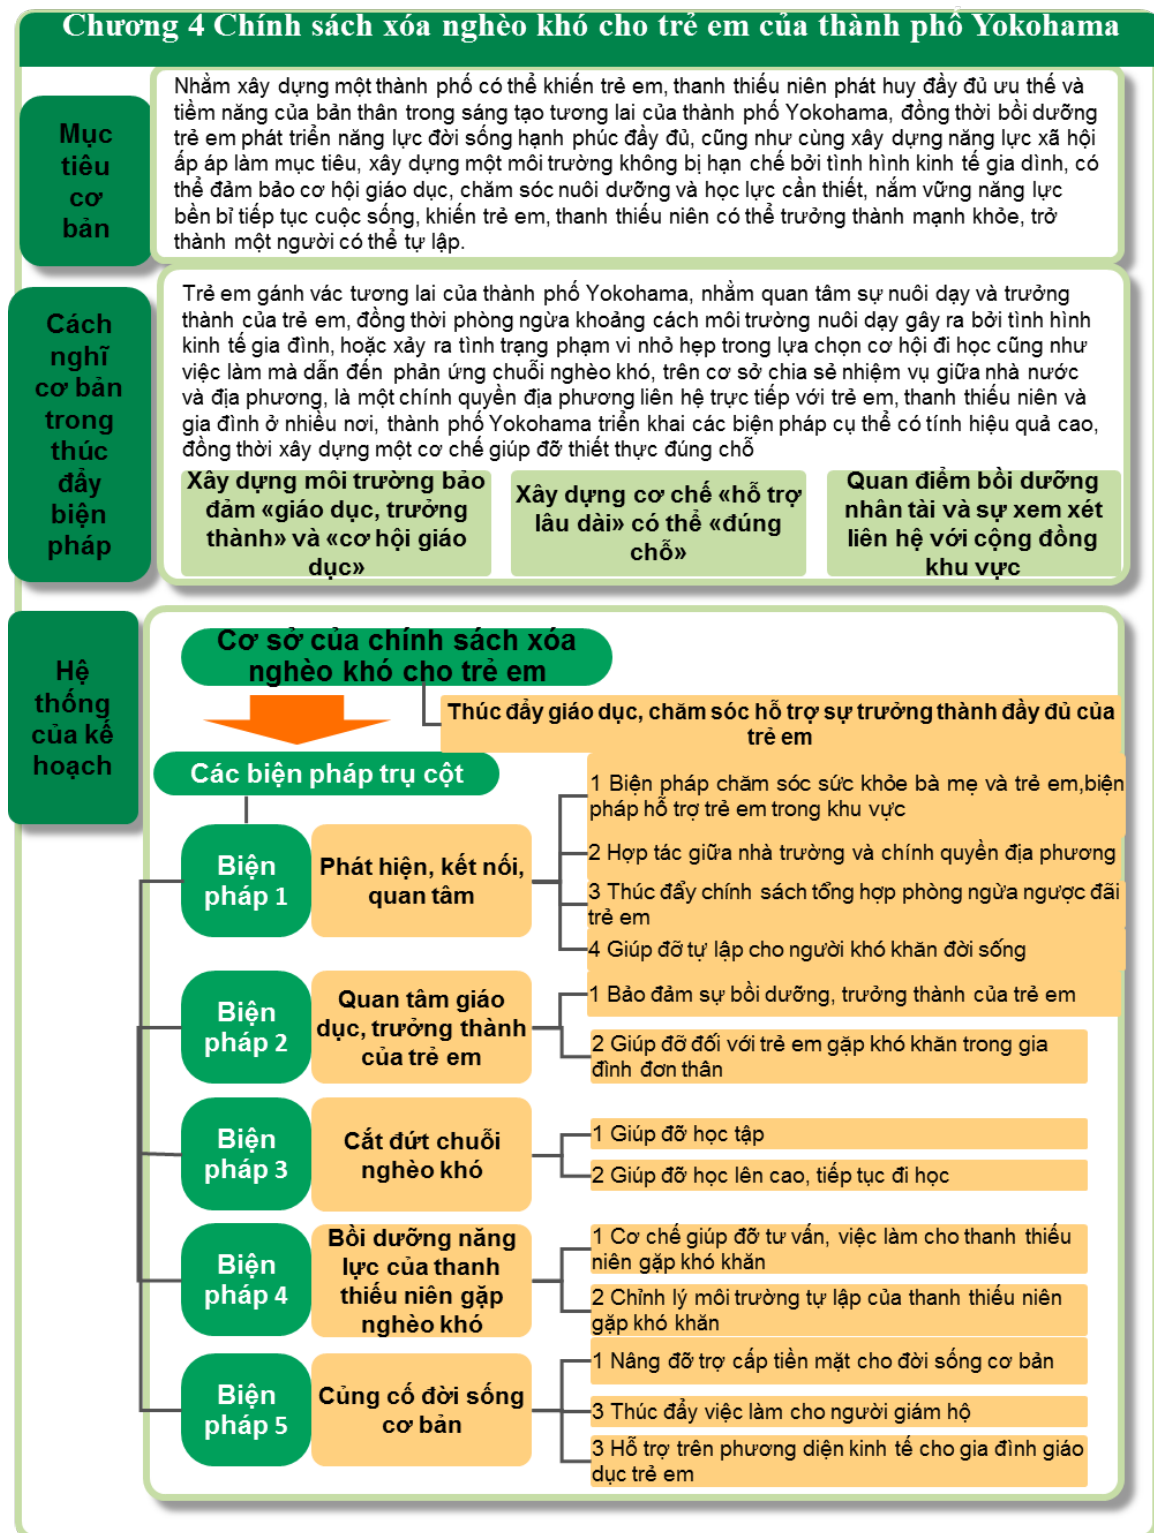 Chương 4 Chính sách xóa nghèo khó cho trẻ em của thành phố Yokohama
Mục
tiêu
cơ
bản
Nhằm xây dựng một thành phố có thể khiến trẻ em, thanh thiếu niên phát huy đầy đủ ưu thế và
tiềm năng của bản thân trong sáng tạo tương lai của thành phố Yokohama, đồng thời bồi dưỡng
trẻ em phát triển năng lực đời sống hạnh phúc đầy đủ, cũng như cùng xây dựng năng lực xã hội
ấp áp làm mục tiêu, xây dựng một môi trường không bị hạn chế bởi tình hình kinh tế gia dình, có
thể đảm bảo cơ hội giáo dục, chăm sóc nuôi dưỡng và học lực cần thiết, nắm vững năng lực
bền bỉ tiếp tục cuộc sống, khiến trẻ em, thanh thiếu niên có thể trưởng thành mạnh khỏe, trở
thành một người có thể tự lập.
Cách
nghĩ
cơ bản
trong
thúc
đẩy
biện
pháp
Trẻ em gánh vác tương lai của thành phố Yokohama, nhằm quan tâm sự nuôi dạy và trưởng
thành của trẻ em, đồng thời phòng ngừa khoảng cách môi trường nuôi dạy gây ra bởi tình hình
kinh tế gia đình, hoặc xảy ra tình trạng phạm vi nhỏ hẹp trong lựa chọn cơ hội đi học cũng như
việc làm mà dẫn đến phản ứng chuỗi nghèo khó, trên cơ sở chia sẻ nhiệm vụ giữa nhà nước
và địa phương, là một chính quyền địa phương liên hệ trực tiếp với trẻ em, thanh thiếu niên và
gia đình ở nhiều nơi, thành phố Yokohama triển khai các biện pháp cụ thể có tính hiệu quả cao,
đồng thời xây dựng một cơ chế giúp đỡ thiết thực đúng chỗ
Xây dựng môi trường bảo
đảm «giáo dục, trưởng
thành» và «cơ hội giáo
dục»
Xây dựng cơ chế «hỗ trợ
lâu dài» có thể «đúng
chỗ»
Quan điểm bồi dưỡng
nhân tài và sự xem xét
liên hệ với cộng đồng
khu vực
Hệ
thống
của kế
hoạch
Cơ sở của chính sách xóa
nghèo khó cho trẻ em
Thúc đẩy giáo dục, chăm sóc hỗ trợ sự trưởng thành đầy đủ của
trẻ em
Các biện pháp trụ cột
Biện
pháp 1
Phát hiện, kết nối,
quan tâm
1 Biện pháp chăm sóc sức khỏe bà mẹ và trẻ em,biện
pháp hỗ trợ trẻ em trong khu vực
2 Hợp tác giữa nhà trường và chính quyền địa phương
3 Thúc đẩy chính sách tổng hợp phòng ngừa ngược đãi
trẻ em
4 Giúp đỡ tự lập cho người khó khăn đời sống
Biện
pháp 2
Quan tâm giáo
dục, trưởng thành
của trẻ em
1 Bảo đảm sự bồi dưỡng, trưởng thành của trẻ em
2 Giúp đỡ đối với trẻ em gặp khó khăn trong gia
đình đơn thân
Biện
pháp 3
Cắt đứt chuỗi
nghèo khó
1 Giúp đỡ học tập
2 Giúp đỡ học lên cao, tiếp tục đi học
Biện
pháp 4
Bồi dưỡng năng
lực của thanh
thiếu niên gặp
nghèo khó
1 Cơ chế giúp đỡ tư vấn, việc làm cho thanh thiếu
niên gặp khó khăn
2 Chỉnh lý môi trường tự lập của thanh thiếu niên
gặp khó khăn
Biện
pháp 5
Củng cố đời sống
cơ bản
1 Nâng đỡ trợ cấp tiền mặt cho đời sống cơ bản
3 Thúc đẩy việc làm cho người giám hộ
3 Hỗ trợ trên phương diện kinh tế cho gia đình giáo
dục trẻ em